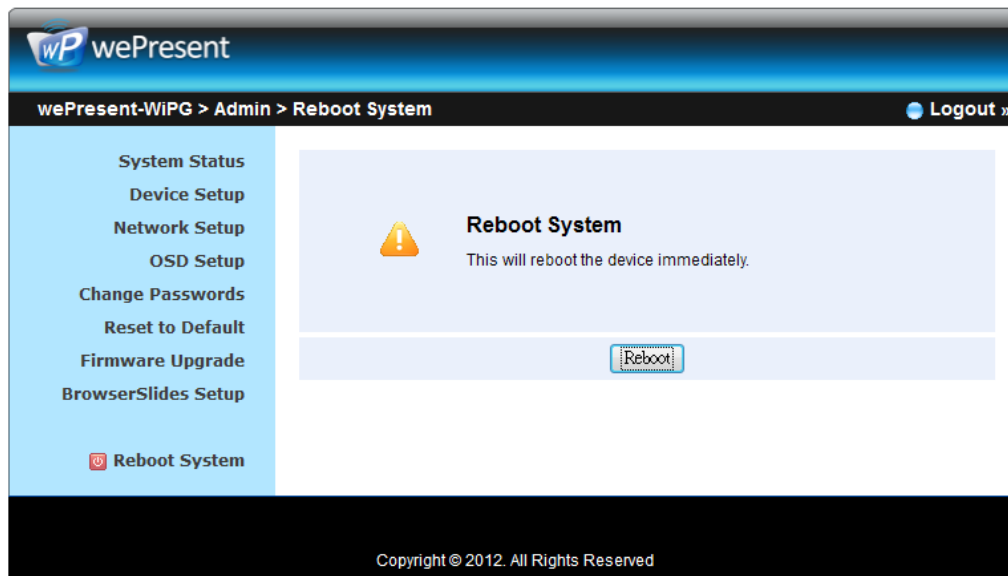 wP wePresent
wePresent-WiPG > Admin > Reboot System
Logout »
System Status
Device Setup
Network Setup
OSD Setup
Change Passwords
Reset to Default
Firmware Upgrade
BrowserSlides Setup
Reboot System
Reboot System
This will reboot the device immediately.
Reboot
Copyright © 2012. All Rights Reserved